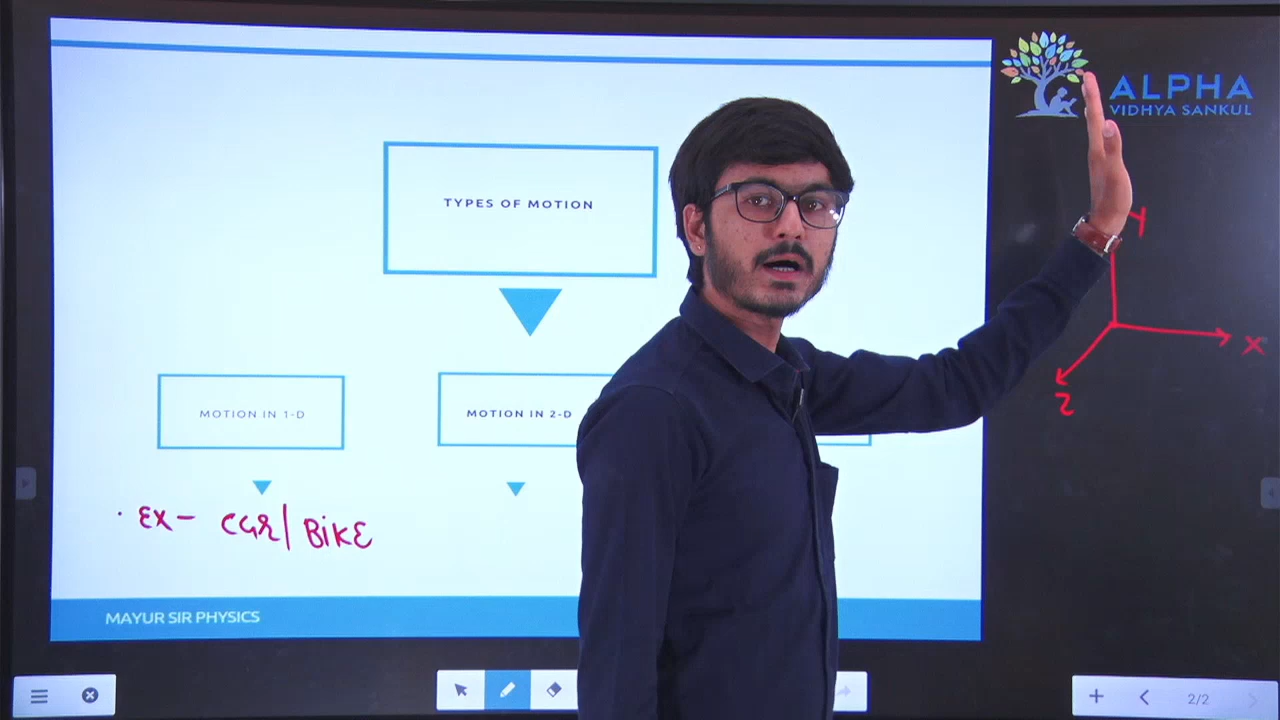 ALPHA
VIDHYA SANKUL
TYPES OF MOTION
Y
X
Z
MOTION IN 1-D
MOTION IN 2-D
· EX- CAR/BIKE
MAYUR SIR PHYSICS
2/2